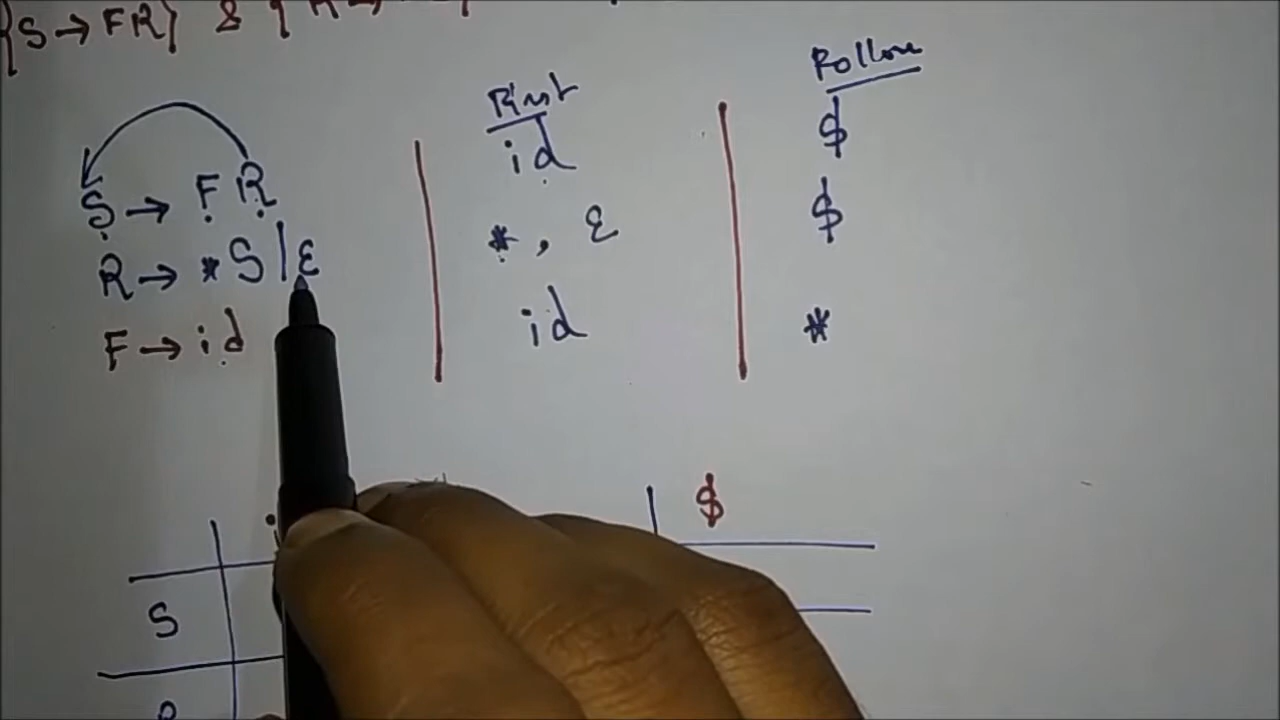 {S → FR} & {R →
First
Follow
S → F R
id
$
R → *S | ε
*, ε
$
F → id
id
*
$
S